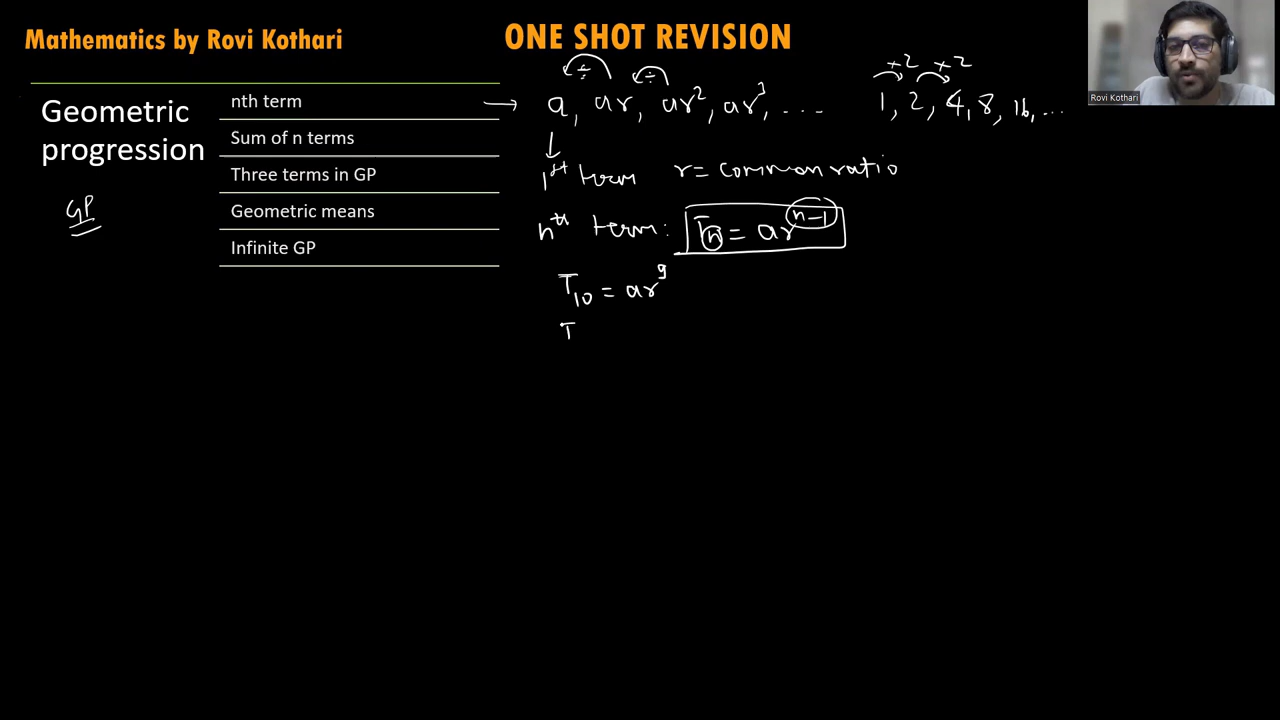 Mathematics by Rovi Kothari
ONE SHOT REVISION
Rovi Kothari
Geometric
progression
GP
nth term
Sum of n terms
Three terms in GP
Geometric means
Infinite GP
÷ ÷
→ a, ar, ar², ar³, ...
×2 ×2
1, 2, 4, 8, 16, ...
↓
1st term r = common ratio
nth term: Tn = ar^(n-1)
T₁₀ = ar⁹
T